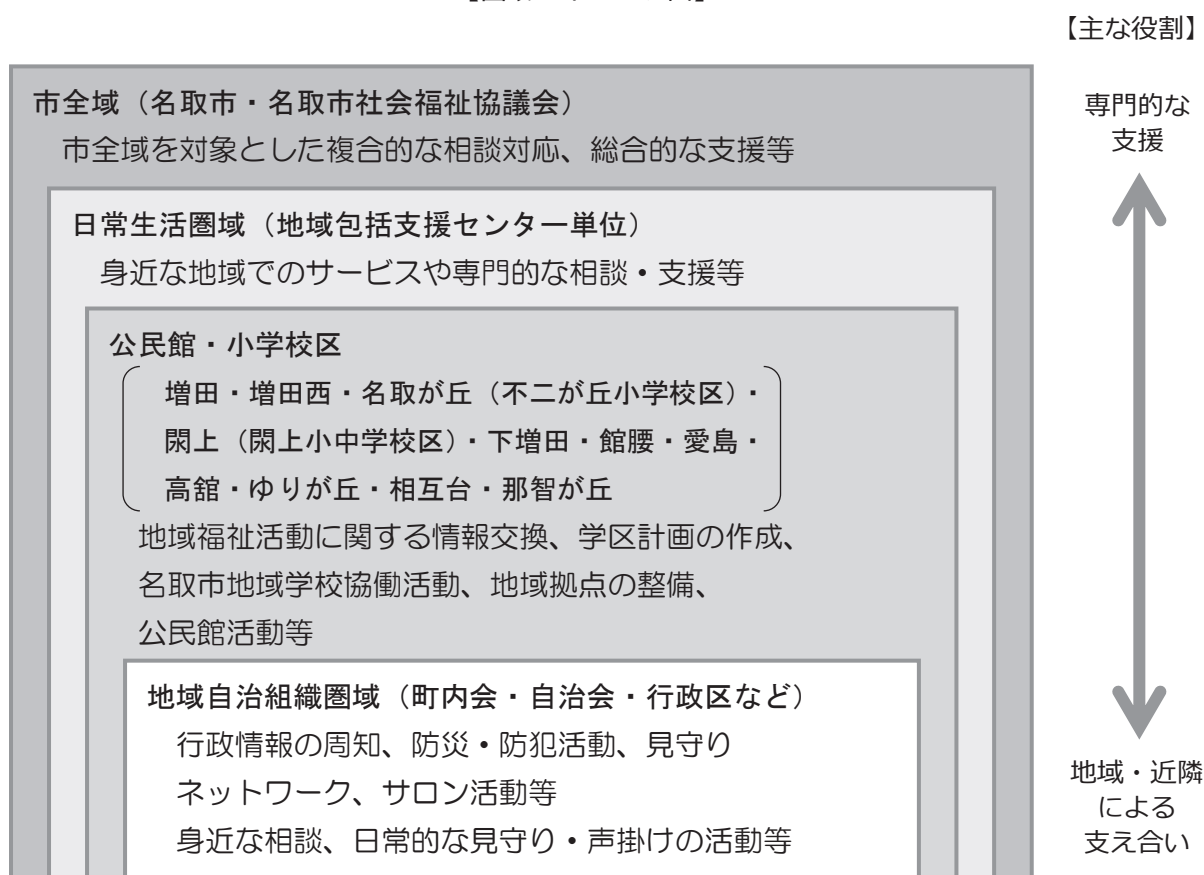 【主な役割】
市全域（名取市・名取市社会福祉協議会）
市全域を対象とした複合的な相談対応、総合的な支援等
日常生活圏域（地域包括支援センター単位）
身近な地域でのサービスや専門的な相談・支援等
公民館・小学校区
増田・増田西・名取が丘（不二が丘小学校区）・
閖上（閖上小中学校区）・下増田・館腰・愛島・
高舘・ゆりが丘・相互台・那智が丘
地域福祉活動に関する情報交換、学区計画の作成、
名取市地域学校協働活動、地域拠点の整備、
公民館活動等
地域自治組織圏域（町内会・自治会・行政区など）
行政情報の周知、防災・防犯活動、見守り
ネットワーク、サロン活動等
身近な相談、日常的な見守り・声掛けの活動等
専門的な
支援
地域・近隣
による
支え合い